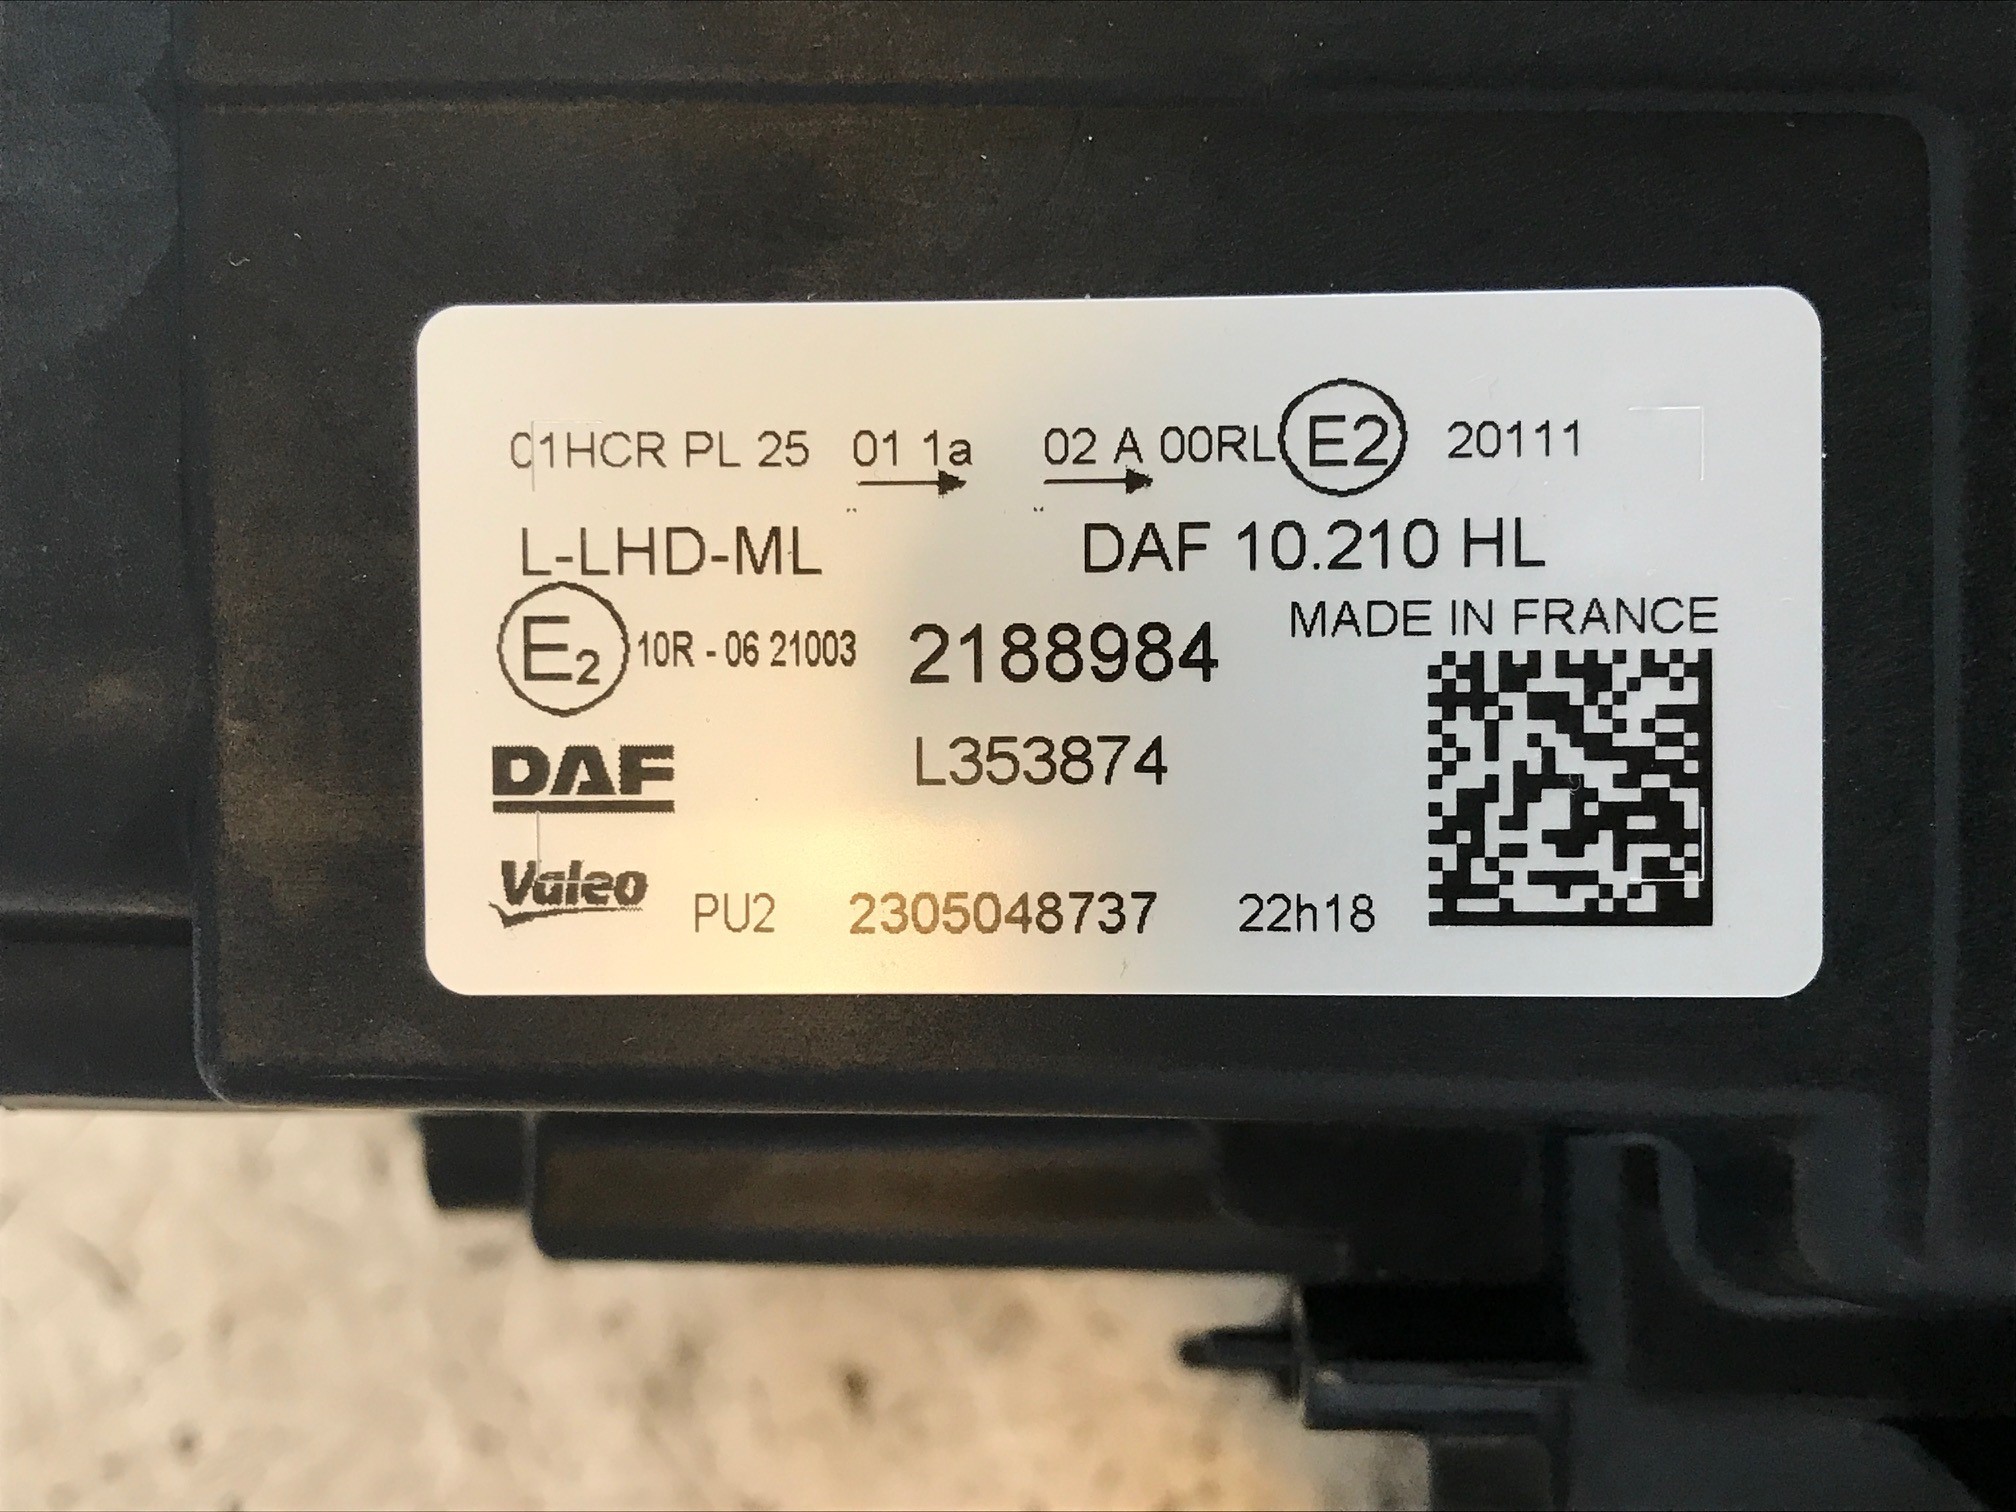 01HCR PL 25 01 1a 02 A 00RL E2 20111
L-LHD-ML DAF 10.210 HL
E2 10R - 06 21003 2188984 MADE IN FRANCE
DAF L353874
Valeo PU2 2305048737 22h18